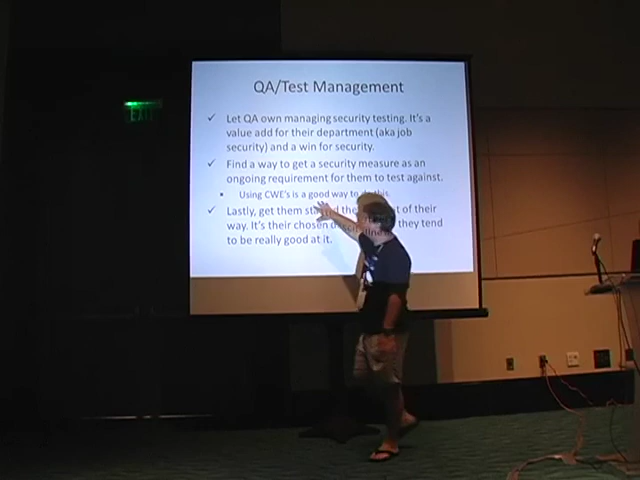 EXIT
QA/Test Management
✓ Let QA own managing security testing. It's a
value add for their department (aka job
security) and a win for security.
✓ Find a way to get a security measure as an
ongoing requirement for them to test against.
▪ Using CWE's is a good way to do this.
✓ Lastly, get them of their
way. It's their chosen they tend
to be really good at it.